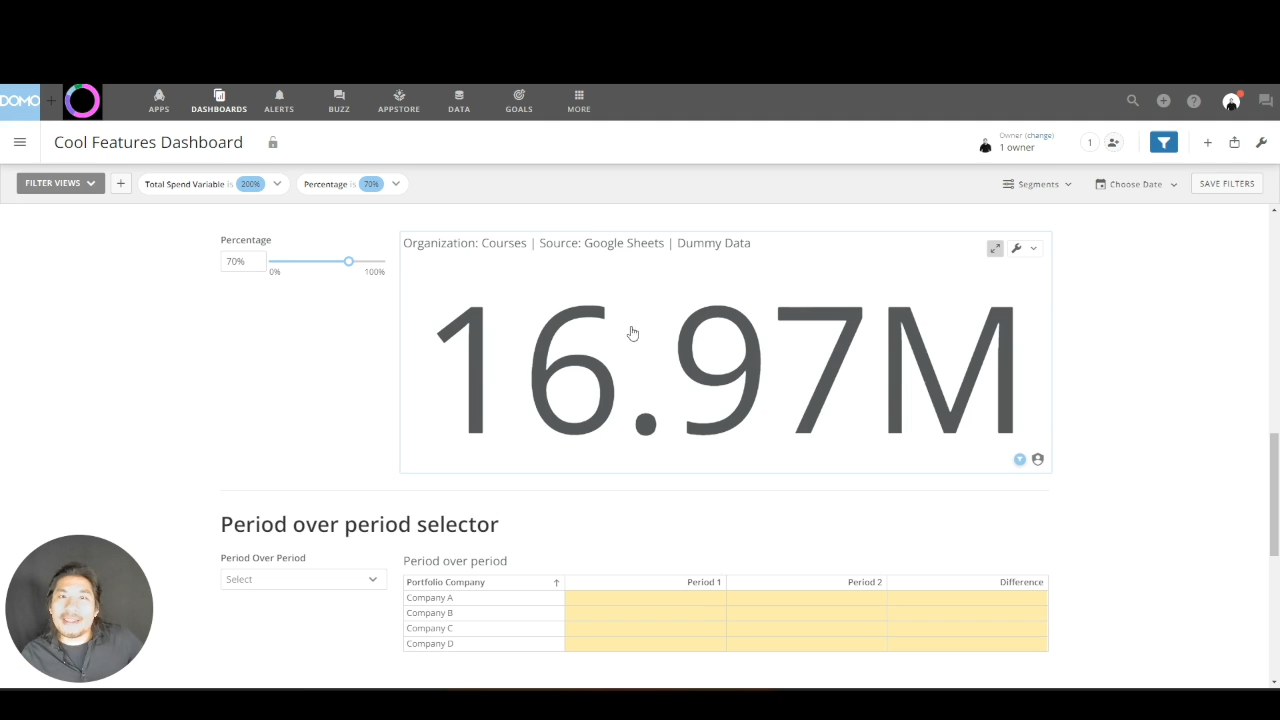 DOMO
APPS
DASHBOARDS
ALERTS
BUZZ
APPSTORE
DATA
GOALS
MORE
Cool Features Dashboard
Owner (change)
1 owner
1
FILTER VIEWS
Total Spend Variable is 200%
Percentage is 70%
Segments
Choose Date
SAVE FILTERS
Percentage
70%
0%
100%
Organization: Courses | Source: Google Sheets | Dummy Data
16.97M
Period over period selector
Period Over Period
Select
Period over period
Portfolio Company Period 1 Period 2 Difference
Company A
Company B
Company C
Company D